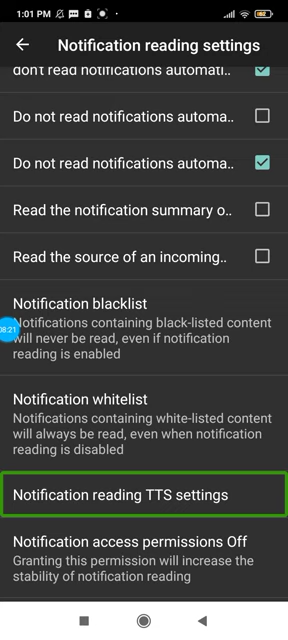 1:01 PM
Notification reading settings
don't read notifications automati..
Do not read notifications automa..
Do not read notifications automa..
Read the notification summary o..
Read the source of an incoming..
Notification blacklist
Notifications containing black-listed content
will never be read, even if notification
reading is enabled
08:21
Notification whitelist
Notifications containing white-listed content
will always be read, even when notification
reading is disabled
Notification reading TTS settings
Notification access permissions Off
Granting this permission will increase the
stability of notification reading